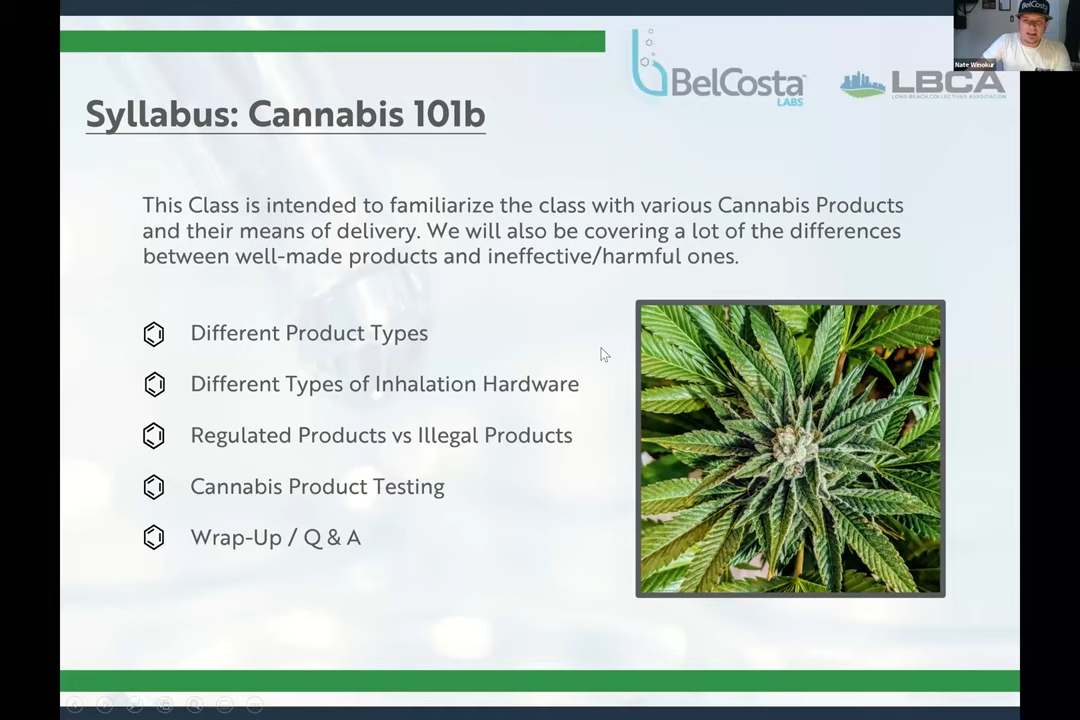 BelCosta
Nate Winokur
BelCosta
LABS
LBCA
LONG BEACH COLLECTIVE ASSOCIATION
Syllabus: Cannabis 101b
This Class is intended to familiarize the class with various Cannabis Products
and their means of delivery. We will also be covering a lot of the differences
between well-made products and ineffective/harmful ones.
Different Product Types
Different Types of Inhalation Hardware
Regulated Products vs Illegal Products
Cannabis Product Testing
Wrap-Up / Q & A